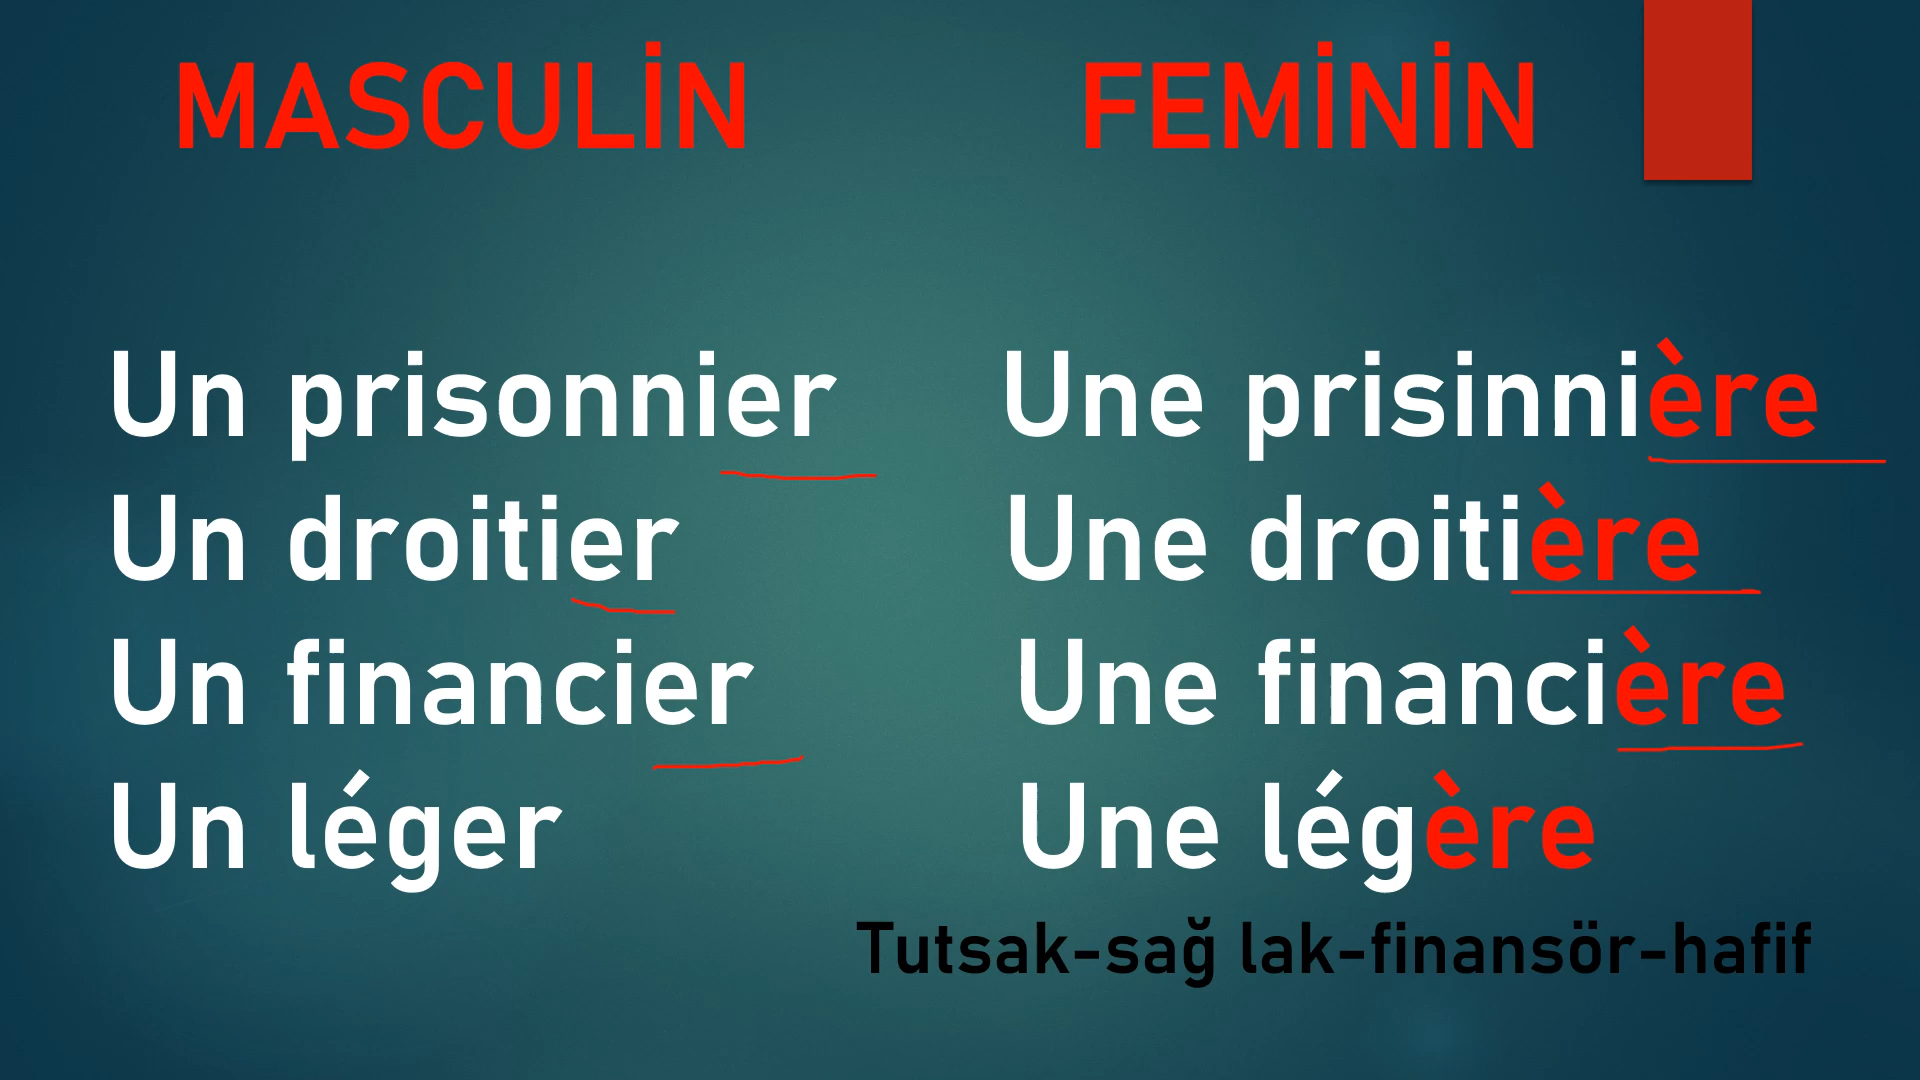 MASCULİN FEMİNİN
Un prisonnier Une prisinnière
Un droitier Une droitière
Un financier Une financière
Un léger Une légère
Tutsak-sağ lak-finansör-hafif